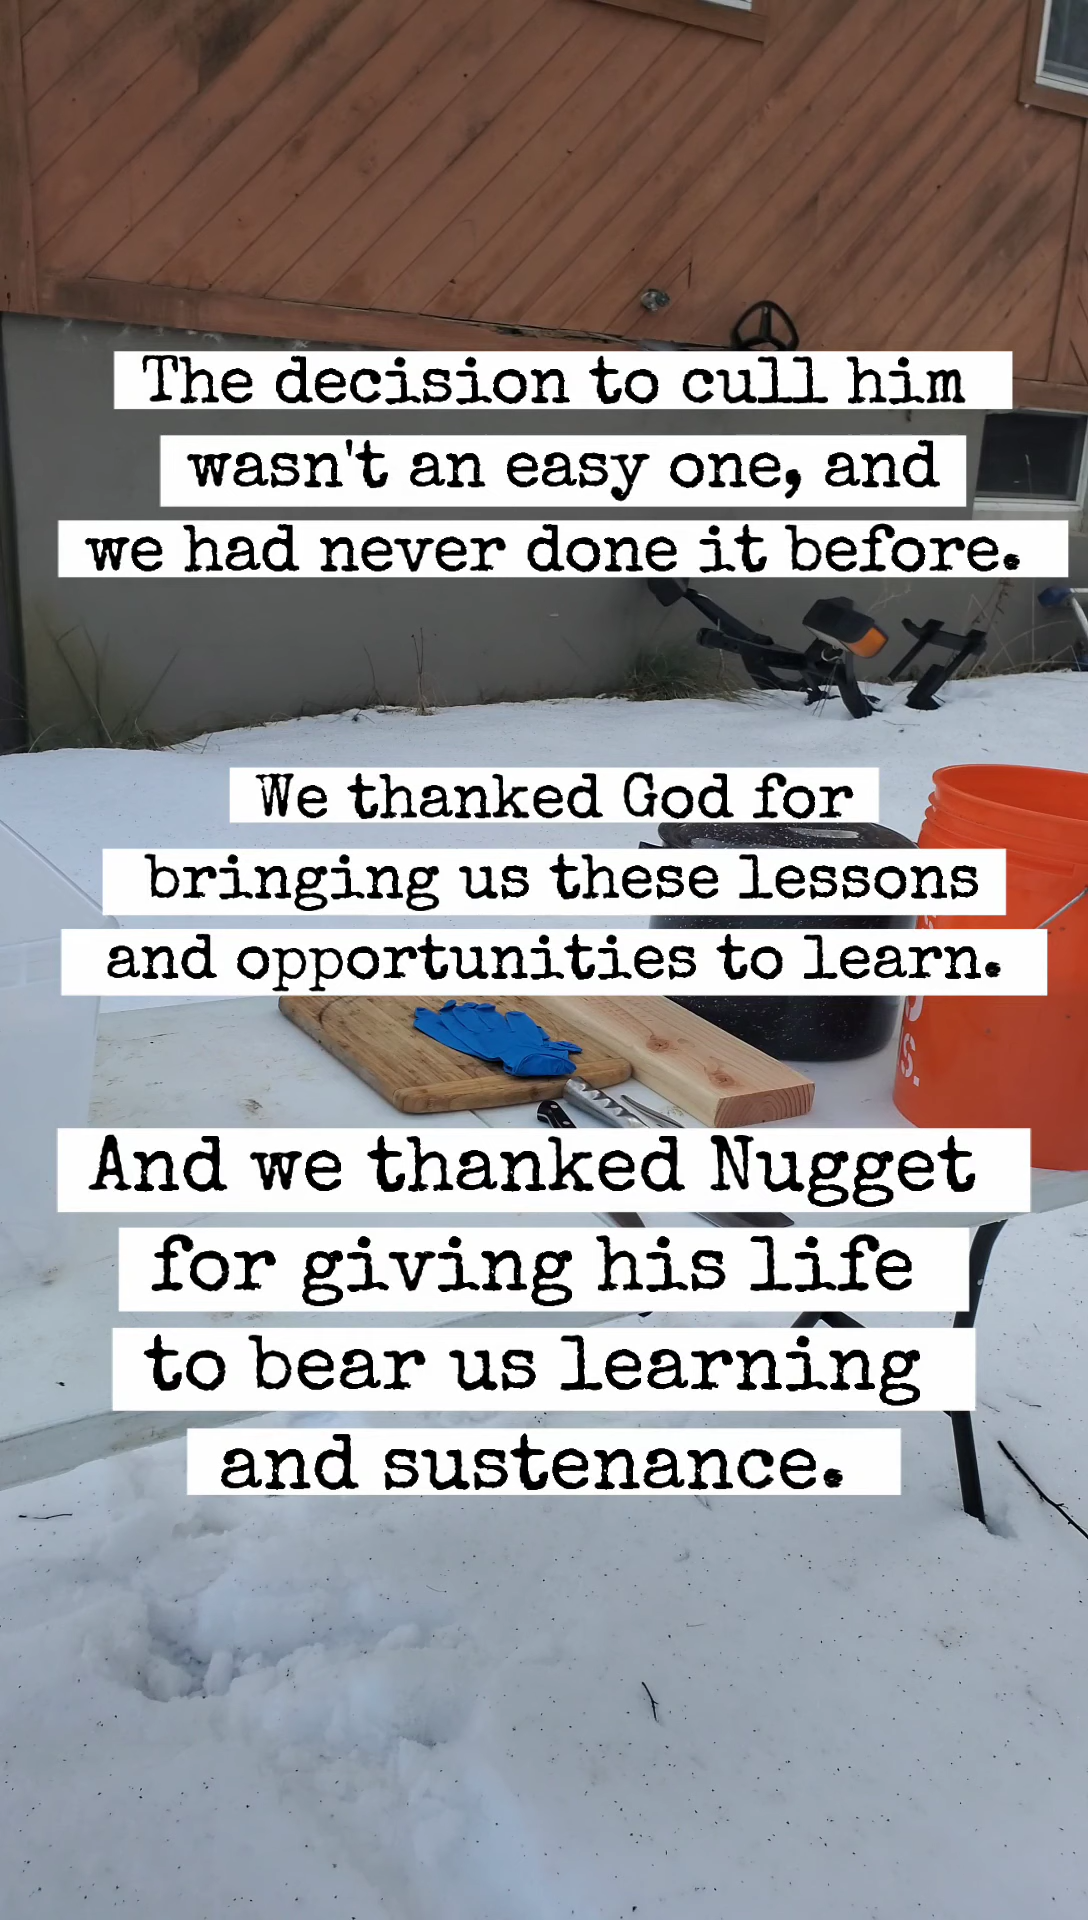 The decision to cull him
wasn't an easy one, and
we had never done it before.
We thanked God for
bringing us these lessons
and opportunities to learn.
And we thanked Nugget
for giving his life
to bear us learning
and sustenance.